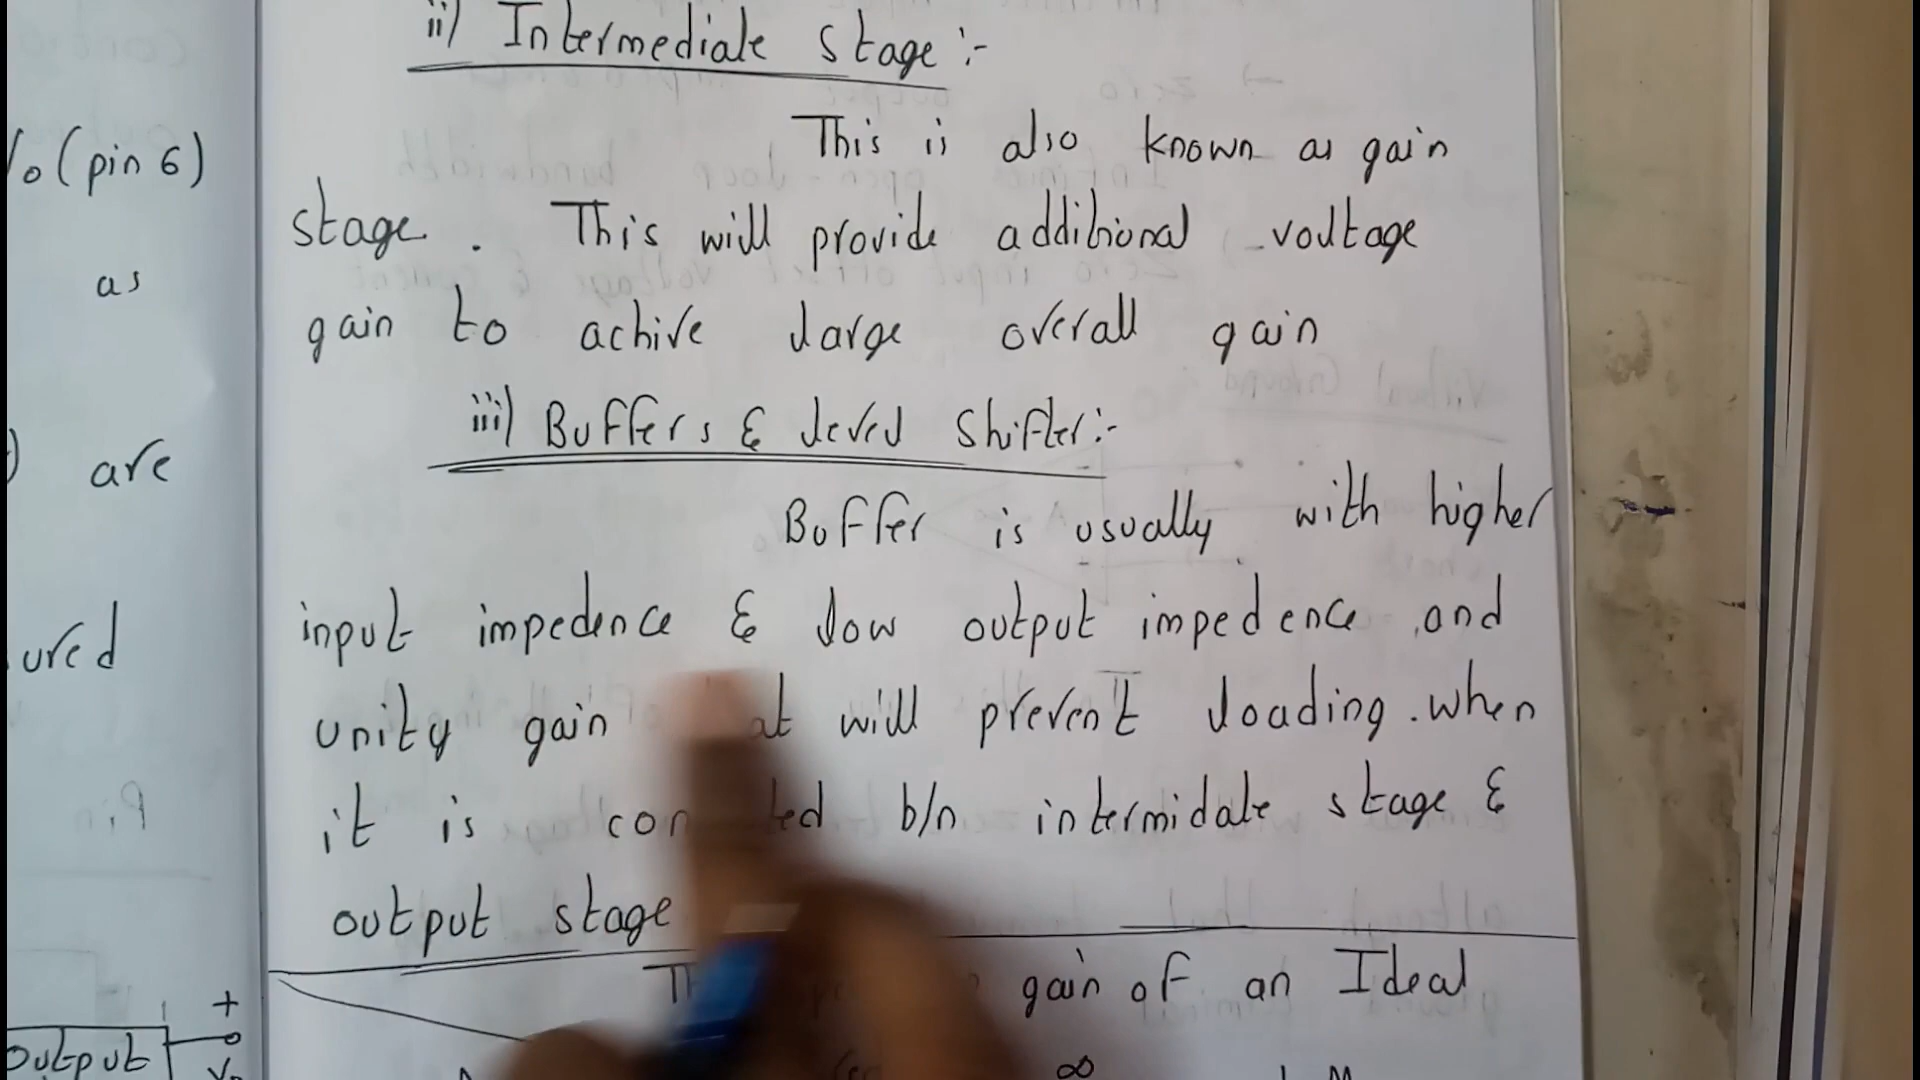 ii) Intermediate stage :-
This is also known as gain
stage . This will provide additional voltage
gain to achive large overall gain
iii) Buffers & level shifter:-
Buffer is usually with higher
input impedence & low output impedence and
unity gain will prevent loading . when
it is b/n intermidate stage &
output stage
gain of an Ideal
∞
(pin 6)
as
are
+
output